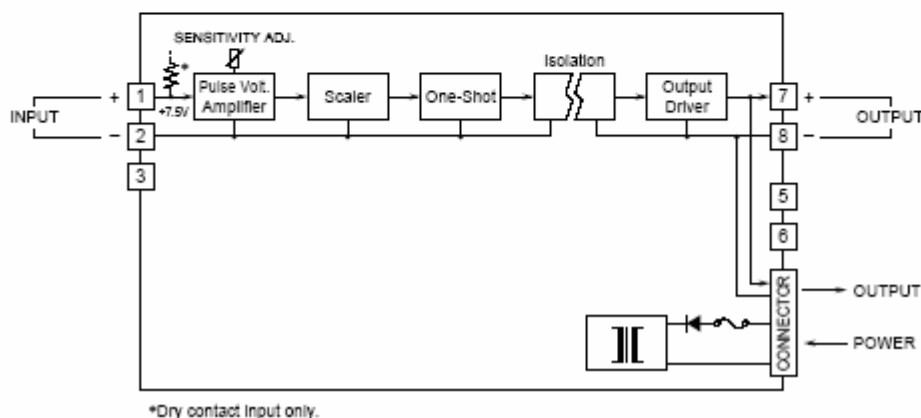 SENSITIVITY ADJ.
*
Isolation
INPUT
+
1
+7.5V
Pulse Volt.
Amplifier
Scaler
One-Shot
Output
Driver
7
+
OUTPUT
−
2
8
−
3
5
6
CONNECTOR
OUTPUT
POWER
*Dry contact input only.